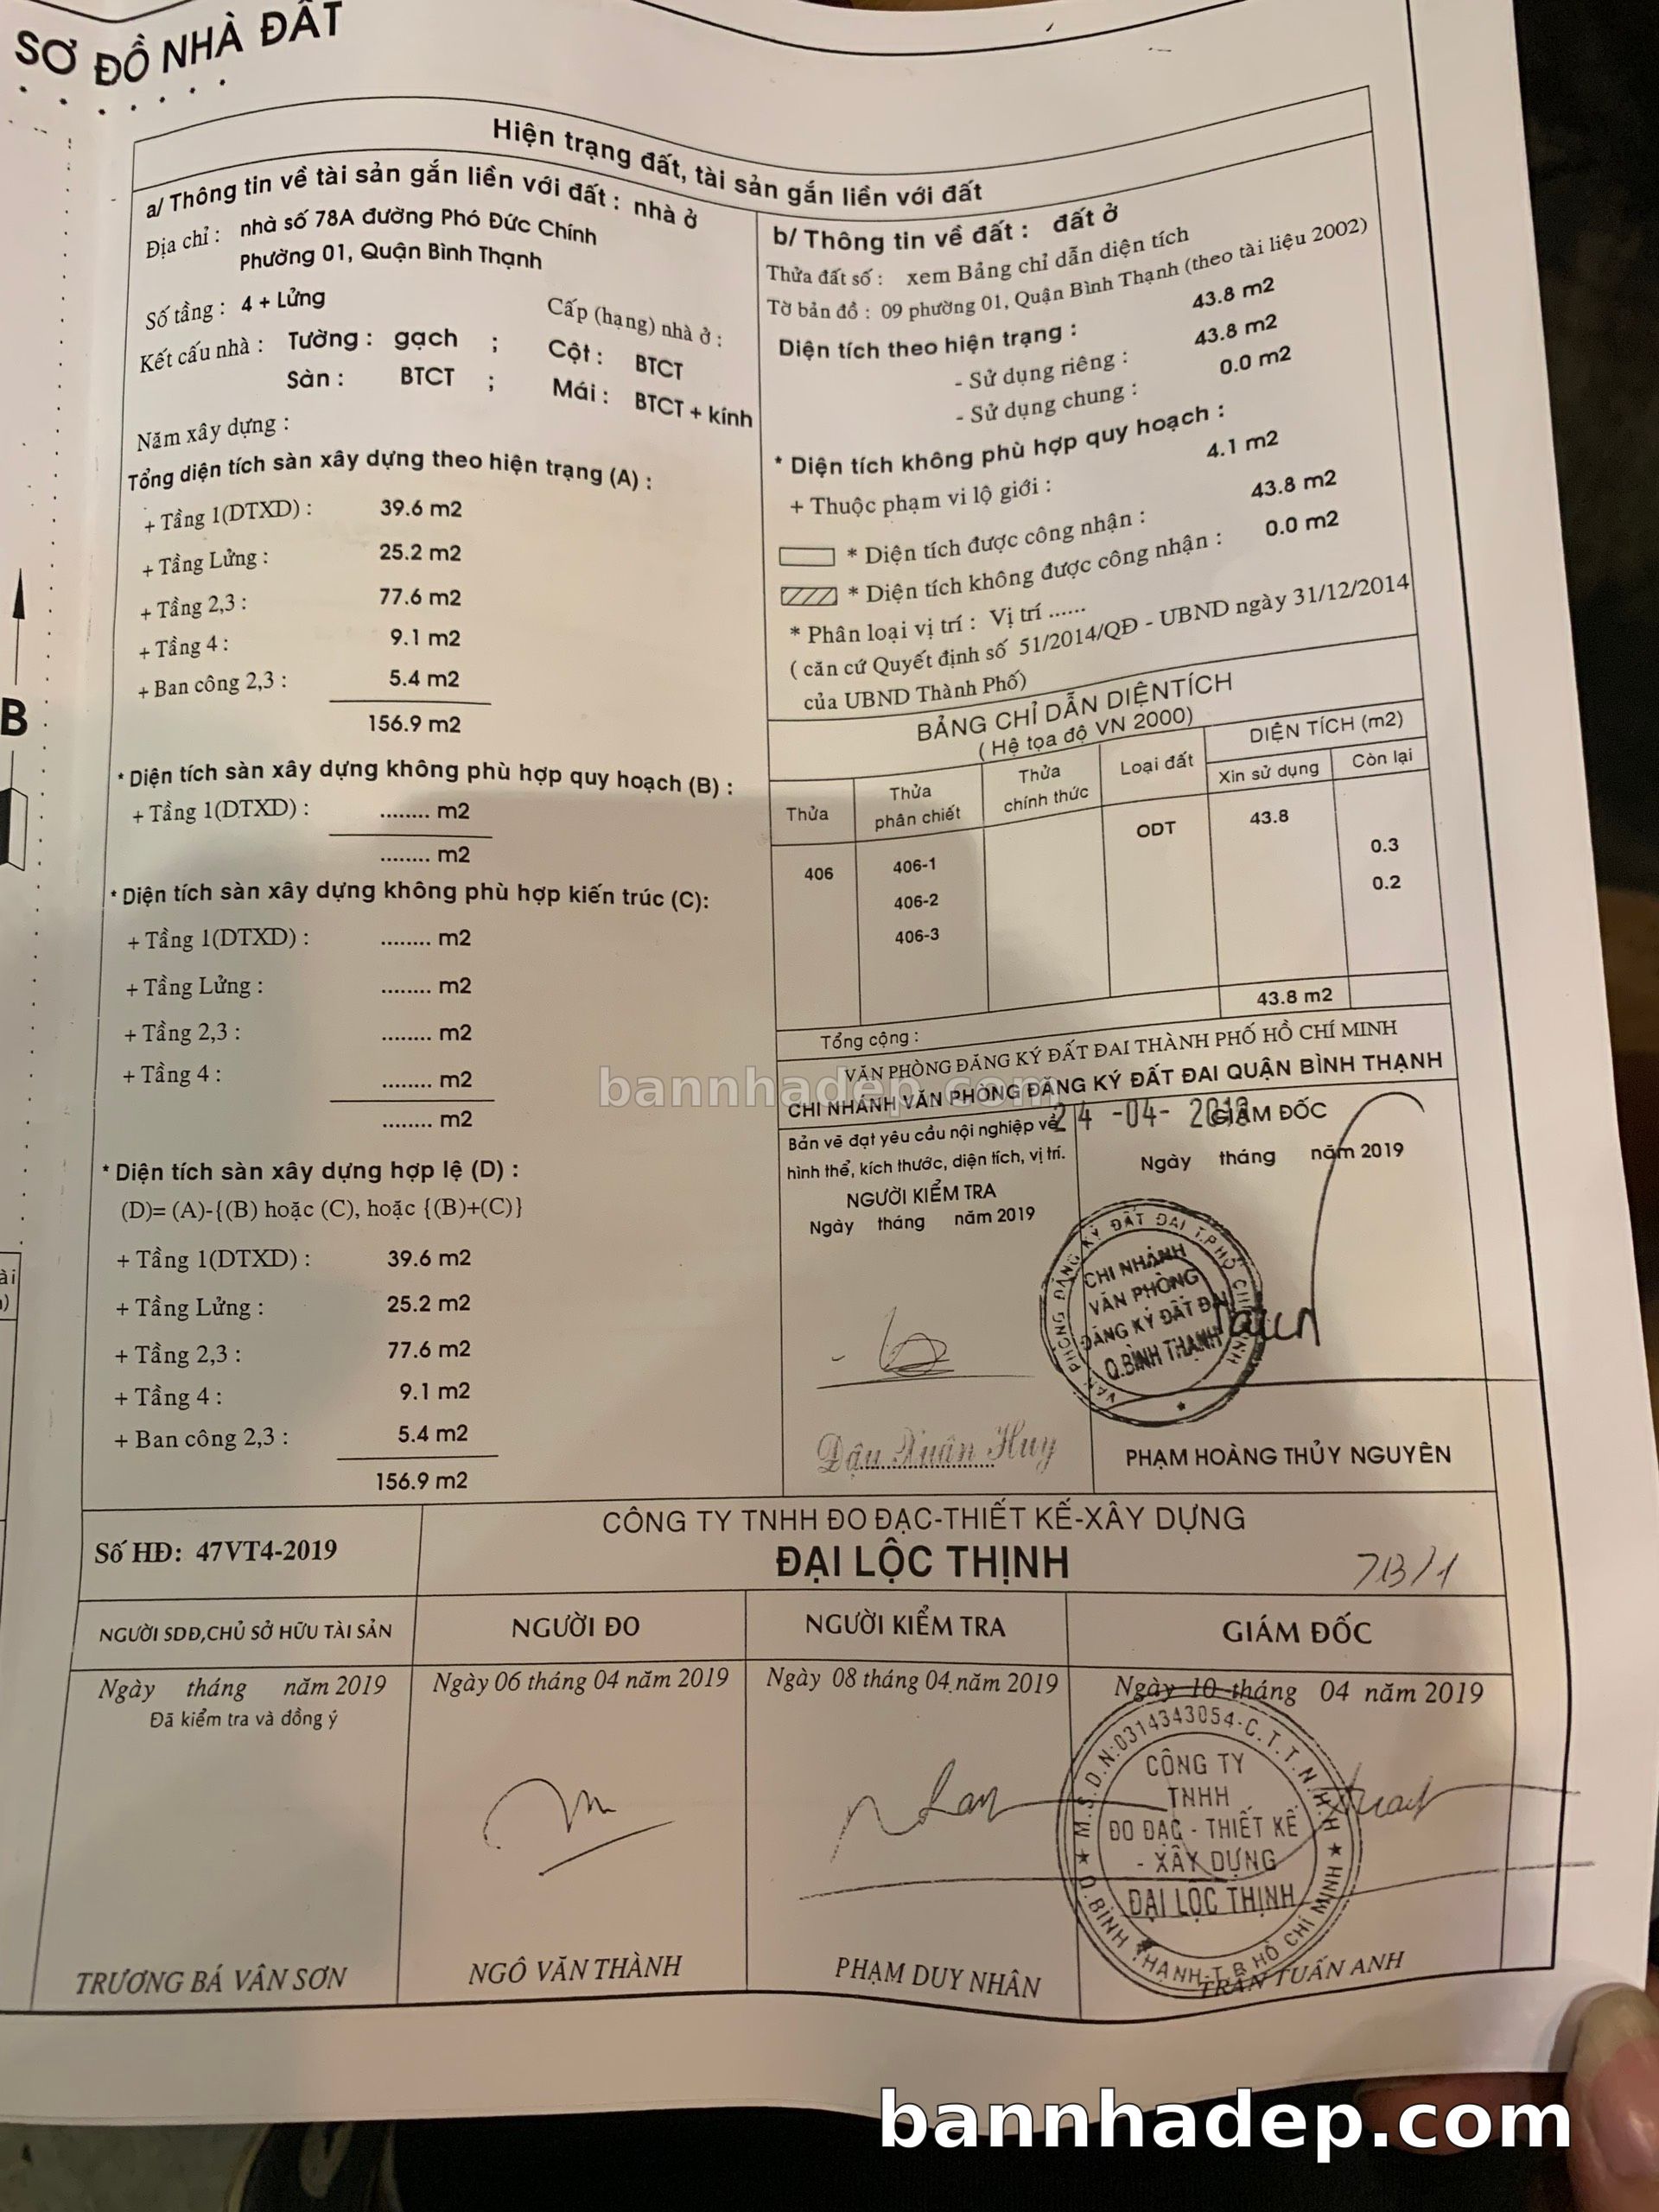 SƠ ĐỒ NHÀ ĐẤT
Hiện trạng đất, tài sản gắn liền với đất
a/ Thông tin về tài sản gắn liền với đất : nhà ở
Địa chỉ : nhà số 78A đường Phó Đức Chính
Phường 01, Quận Bình Thạnh
Số tầng : 4 + Lửng
Cấp (hạng) nhà ở :
Kết cấu nhà : Tường : gạch ; Cột : BTCT
Sàn : BTCT ; Mái : BTCT + kính
Năm xây dựng :
Tổng diện tích sàn xây dựng theo hiện trạng (A) :
+ Tầng 1(DTXD) : 39.6 m2
+ Tầng Lửng : 25.2 m2
+ Tầng 2,3 : 77.6 m2
+ Tầng 4 : 9.1 m2
+ Ban công 2,3 : 5.4 m2
156.9 m2
* Diện tích sàn xây dựng không phù hợp quy hoạch (B) :
+ Tầng 1(DTXD) : ........ m2
........ m2
* Diện tích sàn xây dựng không phù hợp kiến trúc (C):
+ Tầng 1(DTXD) : ........ m2
+ Tầng Lửng : ........ m2
+ Tầng 2,3 : ........ m2
+ Tầng 4 : ........ m2
........ m2
* Diện tích sàn xây dựng hợp lệ (D) :
(D)= (A)-{(B) hoặc (C), hoặc {(B)+(C)}
+ Tầng 1(DTXD) : 39.6 m2
+ Tầng Lửng : 25.2 m2
+ Tầng 2,3 : 77.6 m2
+ Tầng 4 : 9.1 m2
+ Ban công 2,3 : 5.4 m2
156.9 m2
b/ Thông tin về đất : đất ở
Thửa đất số : xem Bảng chỉ dẫn diện tích
Tờ bản đồ : 09 phường 01, Quận Bình Thạnh (theo tài liệu 2002)
Diện tích theo hiện trạng : 43.8 m2
- Sử dụng riêng : 43.8 m2
- Sử dụng chung : 0.0 m2
* Diện tích không phù hợp quy hoạch :
+ Thuộc phạm vi lộ giới : 4.1 m2
* Diện tích được công nhận : 43.8 m2
* Diện tích không được công nhận : 0.0 m2
* Phân loại vị trí : Vị trí ......
( căn cứ Quyết định số 51/2014/QĐ - UBND ngày 31/12/2014
của UBND Thành Phố)
BẢNG CHỈ DẪN DIỆNTÍCH
( Hệ tọa độ VN 2000)
Thửa
Thửa phân chiết
Thửa chính thức
Loại đất
DIỆN TÍCH (m2)
Xin sử dụng
Còn lại
406
406-1 ODT 43.8
406-2 0.3
406-3 0.2
Tổng cộng : 43.8 m2
VĂN PHÒNG ĐĂNG KÝ ĐẤT ĐAI THÀNH PHỐ HỒ CHÍ MINH
CHI NHÁNH VĂN PHÒNG ĐĂNG KÝ ĐẤT ĐAI QUẬN BÌNH THẠNH
bannhadep.com
Bản vẽ đạt yêu cầu nội nghiệp về
hình thể, kích thước, diện tích, vị trí.
NGƯỜI KIỂM TRA
Ngày tháng năm 2019
Đậu Xuân Huy
24 -04- 2019
GIÁM ĐỐC
Ngày tháng năm 2019
VĂN PHÒNG ĐĂNG KÝ ĐẤT ĐAI T.PHỐ
CHI NHÁNH
VĂN PHÒNG
ĐĂNG KÝ ĐẤT ĐAI
Q.BÌNH THẠNH
PHẠM HOÀNG THỦY NGUYÊN
Số HĐ: 47VT4-2019
CÔNG TY TNHH ĐO ĐẠC-THIẾT KẾ-XÂY DỰNG
ĐẠI LỘC THỊNH
NGƯỜI SDĐ,CHỦ SỞ HỮU TÀI SẢN
NGƯỜI ĐO
NGƯỜI KIỂM TRA
GIÁM ĐỐC
Ngày tháng năm 2019
Đã kiểm tra và đồng ý
Ngày 06 tháng 04 năm 2019
Ngày 08 tháng 04 năm 2019
Ngày 10 tháng 04 năm 2019
M.S.D.N:0314343054-C.T.T.N.H.H
CÔNG TY
TNHH
ĐO ĐẠC - THIẾT KẾ
- XÂY DỰNG
ĐẠI LỘC THỊNH
Q.BÌNH THẠNH-T.P HỒ CHÍ MINH
TRƯƠNG BÁ VÂN SƠN
NGÔ VĂN THÀNH
PHẠM DUY NHÂN
TRẦN TUẤN ANH
B
bannhadep.com